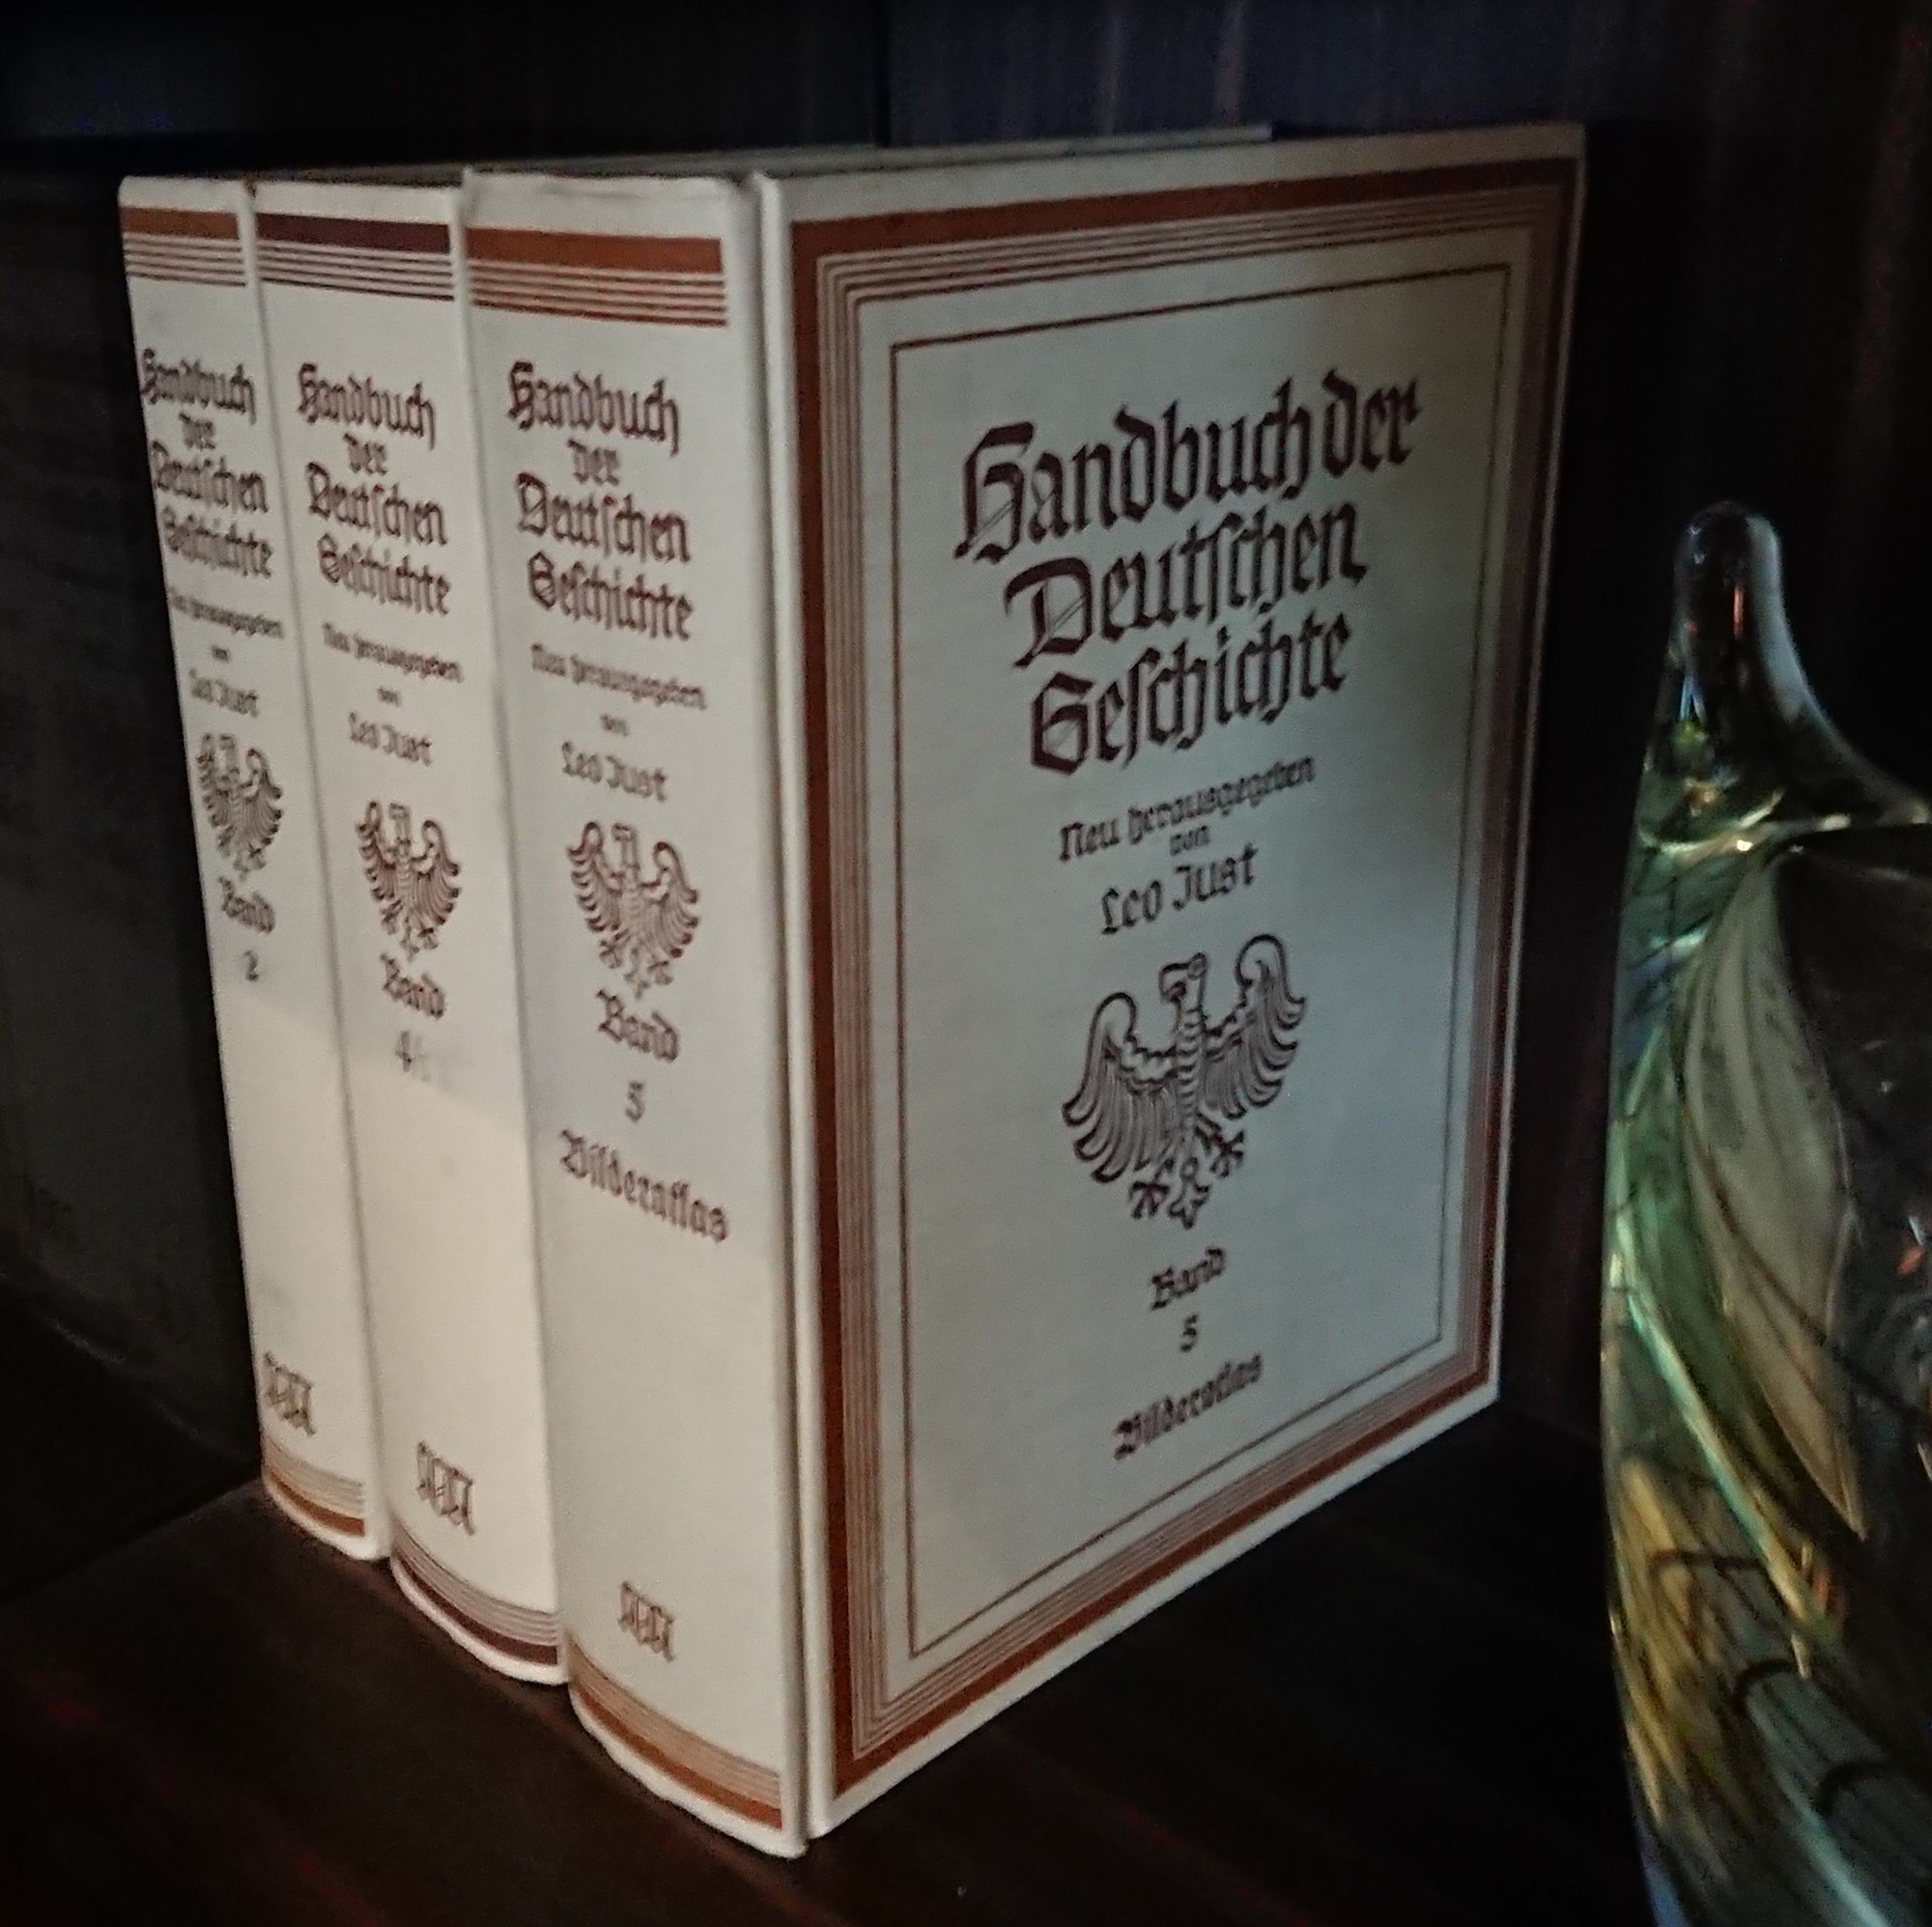 Handbuch
der
Deutſchen
Geſchichte
Neu herausgegeben
von
Leo Just
Band
2
Handbuch
der
Deutſchen
Geſchichte
Neu herausgegeben
von
Leo Just
Band
Handbuch
der
Deutſchen
Geſchichte
Neu herausgegeben
von
Leo Just
Band
5
Bilderatlas
Handbuch der
Deutſchen
Geſchichte
Neu herausgegeben
von
Leo Just
Band
5
Bilderatlas